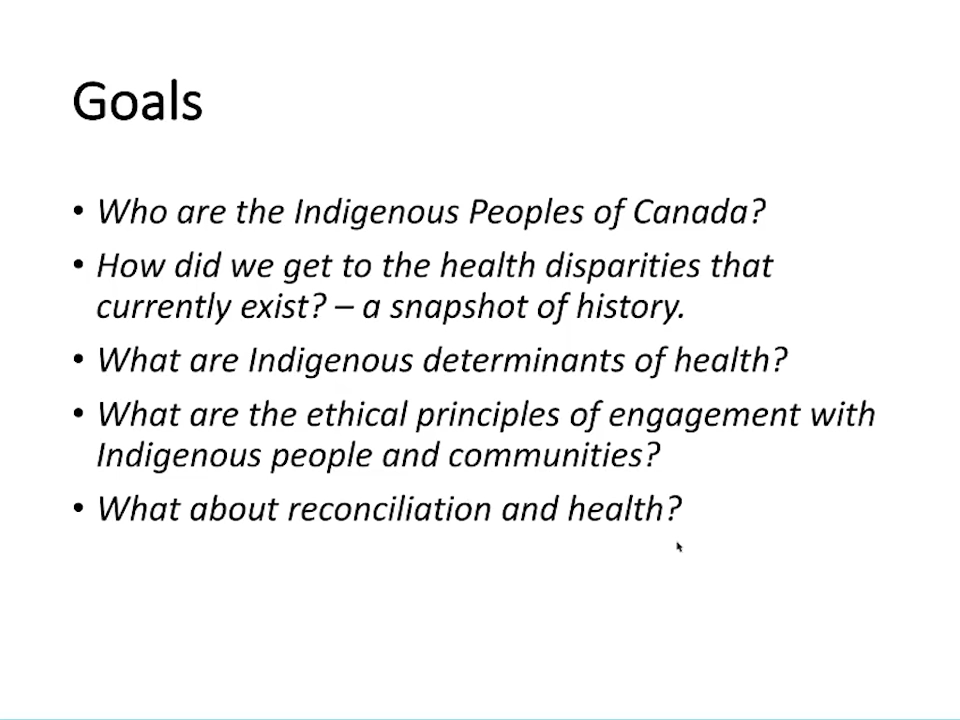 Goals
• Who are the Indigenous Peoples of Canada?
• How did we get to the health disparities that
currently exist? – a snapshot of history.
• What are Indigenous determinants of health?
• What are the ethical principles of engagement with
Indigenous people and communities?
• What about reconciliation and health?